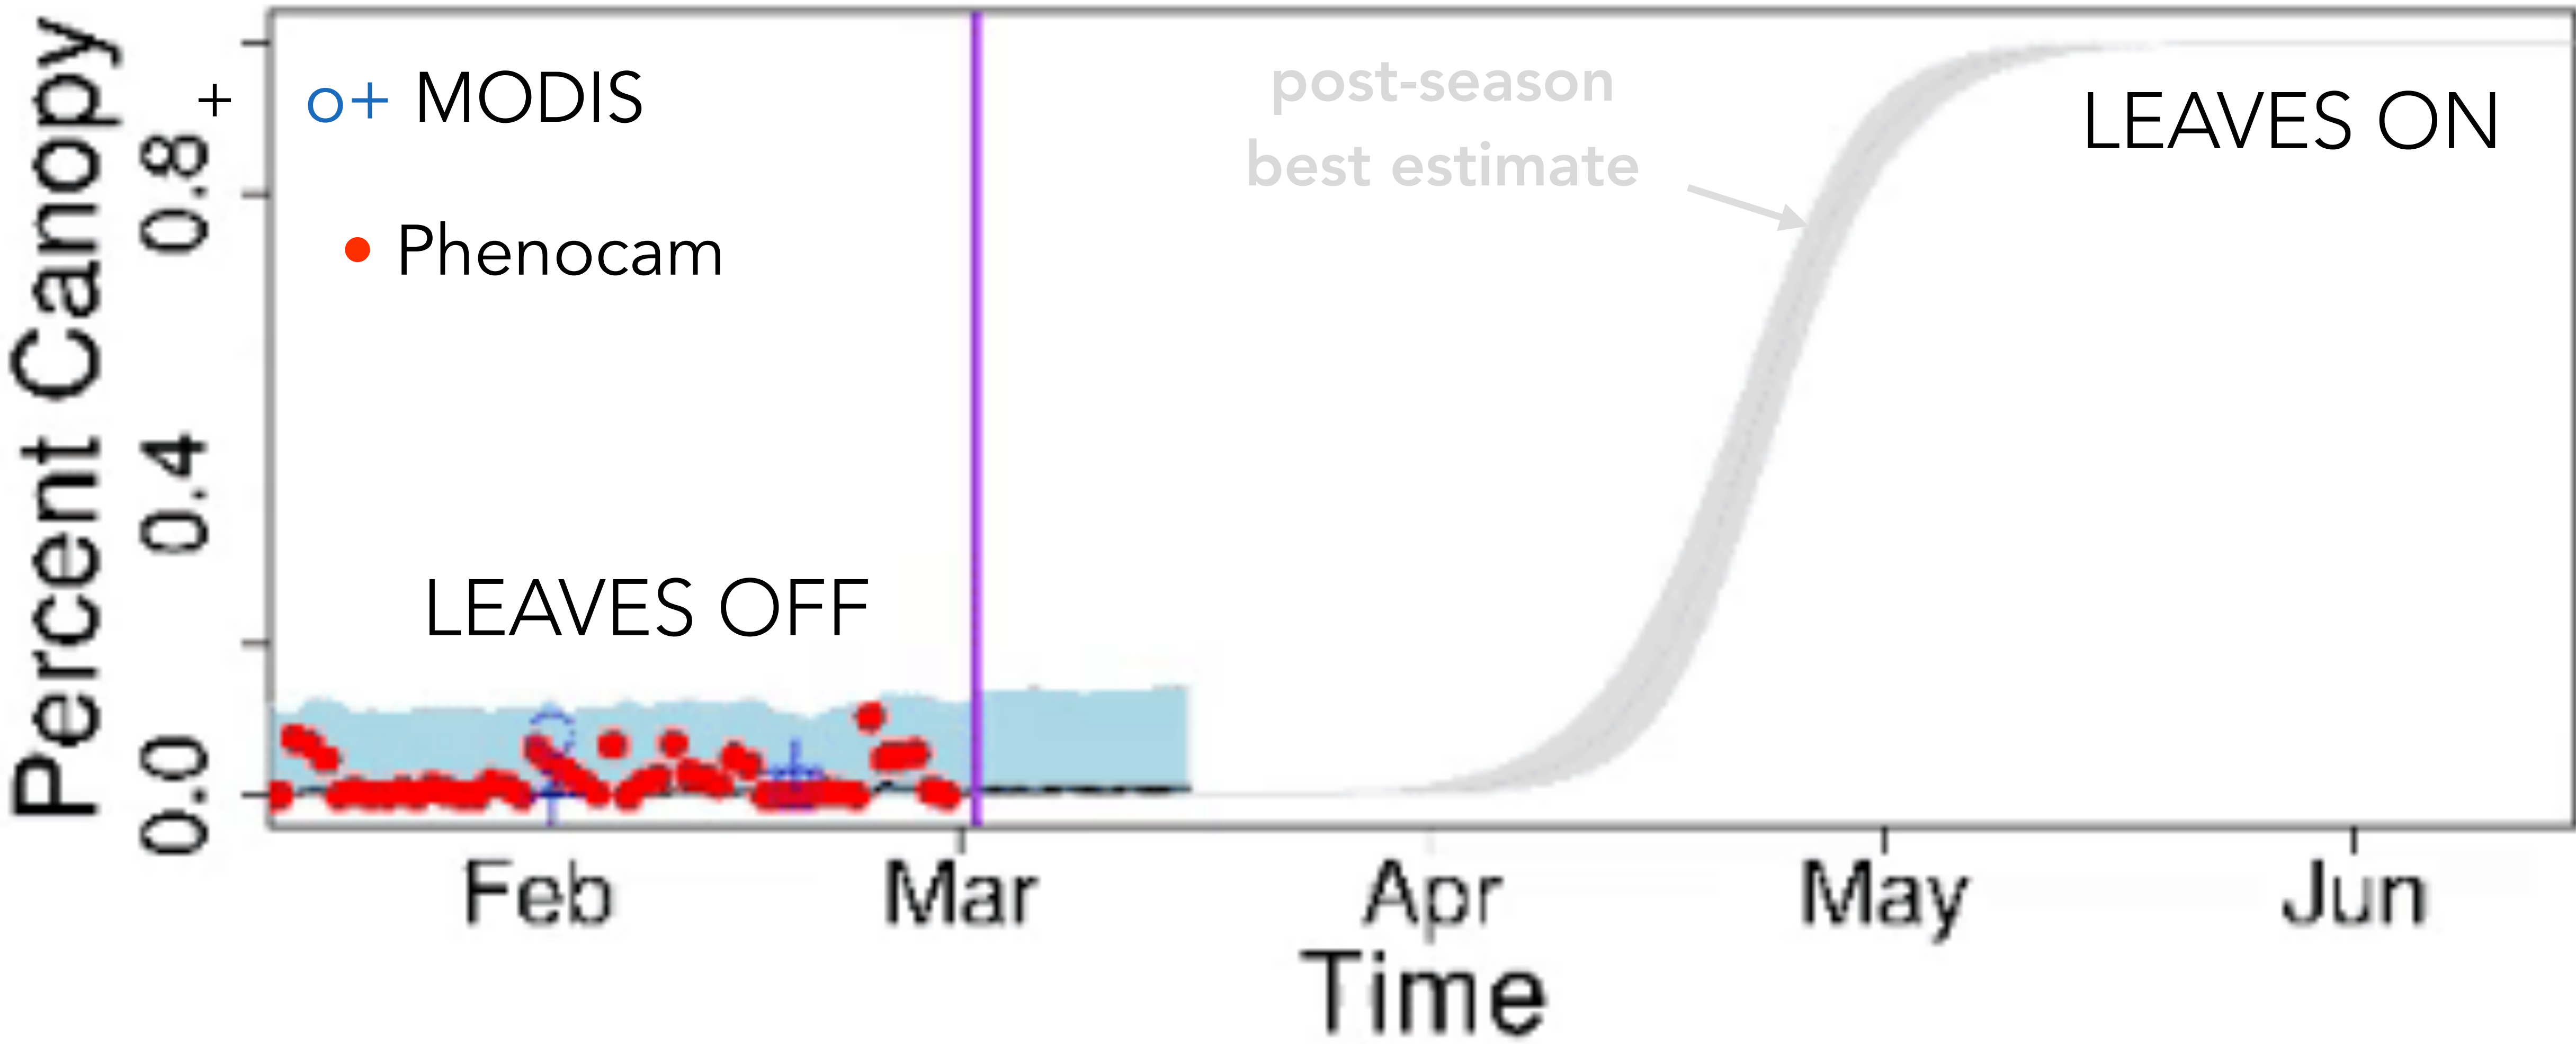 Percent Canopy
0.8
0.4
0.0
+ o+ MODIS
Phenocam
LEAVES OFF
post-season
best estimate
LEAVES ON
Feb Mar Apr May Jun
Time